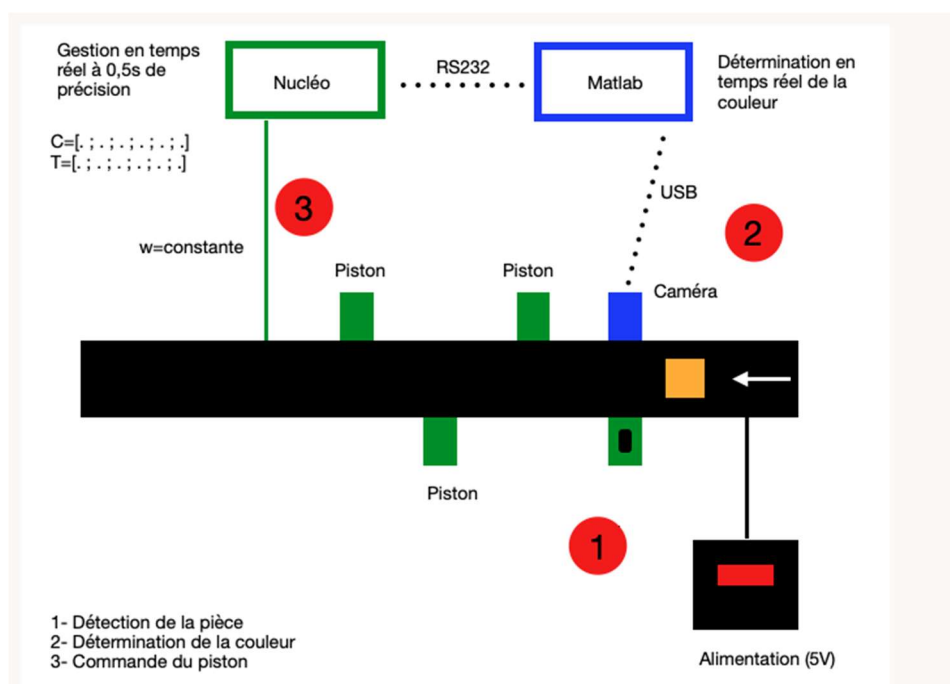 Gestion en temps
réel à 0,5s de
précision
Nucléo
RS232
Matlab
Détermination en
temps réel de la
couleur
C=[. ; . ; . ; . ; . ; .]
T=[. ; . ; . ; . ; . ; .]
3
USB
2
w=constante
Piston
Piston
Caméra
Piston
1
1- Détection de la pièce
2- Détermination de la couleur
3- Commande du piston
Alimentation (5V)